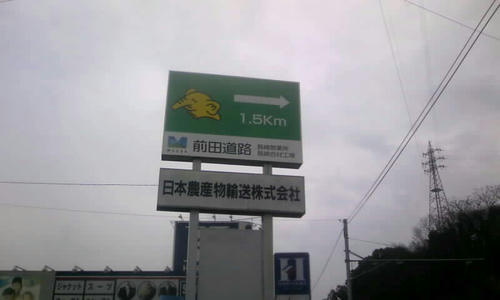 1.5Km
前田道路
日本農産物輸送株式会社
ジャケット スーツ